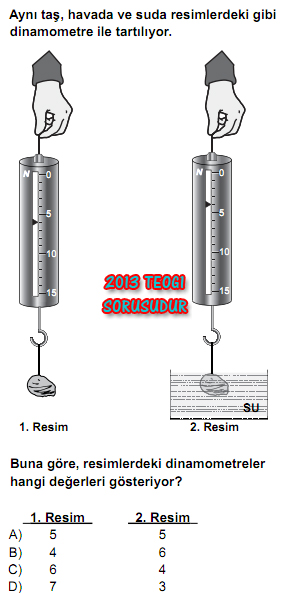 Aynı taş, havada ve suda resimlerdeki gibi
dinamometre ile tartılıyor.
N
0
5
10
15
N
0
5
10
15
2013 TEOG1
SORUSUDUR
SU
1. Resim
2. Resim
Buna göre, resimlerdeki dinamometreler
hangi değerleri gösteriyor?
1. Resim 2. Resim
A) 5 5
B) 4 6
C) 6 4
D) 7 3